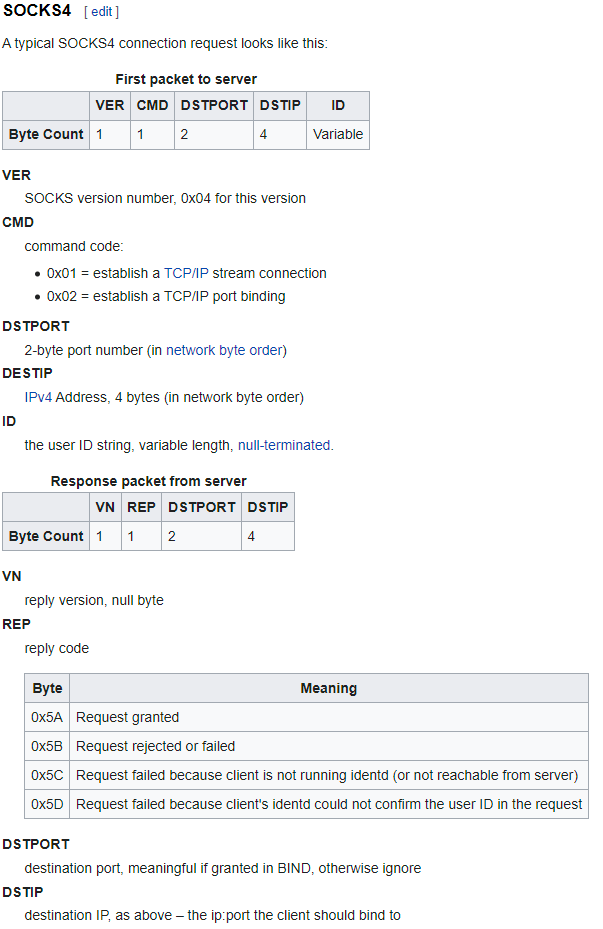 SOCKS4 [ edit ]
A typical SOCKS4 connection request looks like this:
First packet to server
VER CMD DSTPORT DSTIP ID
Byte Count 1 1 2 4 Variable
VER
SOCKS version number, 0x04 for this version
CMD
command code:
• 0x01 = establish a TCP/IP stream connection
• 0x02 = establish a TCP/IP port binding
DSTPORT
2-byte port number (in network byte order)
DESTIP
IPv4 Address, 4 bytes (in network byte order)
ID
the user ID string, variable length, null-terminated.
Response packet from server
VN REP DSTPORT DSTIP
Byte Count 1 1 2 4
VN
reply version, null byte
REP
reply code
Byte Meaning
0x5A Request granted
0x5B Request rejected or failed
0x5C Request failed because client is not running identd (or not reachable from server)
0x5D Request failed because client's identd could not confirm the user ID in the request
DSTPORT
destination port, meaningful if granted in BIND, otherwise ignore
DSTIP
destination IP, as above – the ip:port the client should bind to